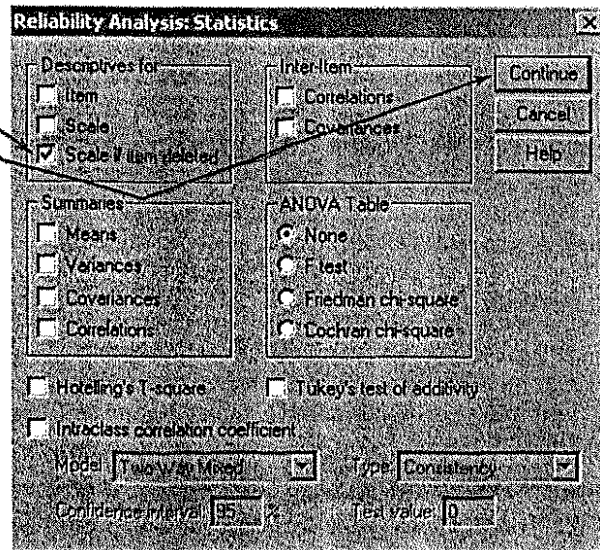 Reliability Analysis: Statistics
Descriptives for
Item
Scale
Scale if item deleted
Inter-Item
Correlations
Covariances
Continue
Cancel
Help
Summaries
Means
Variances
Covariances
Correlations
ANOVA Table
None
F test
Friedman chi-square
Cochran chi-square
Hotelling's T-square
Tukey's test of additivity
Intraclass correlation coefficient
Model: Two-Way Mixed
Type: Consistency
Confidence interval: 95 %
Test value: 0